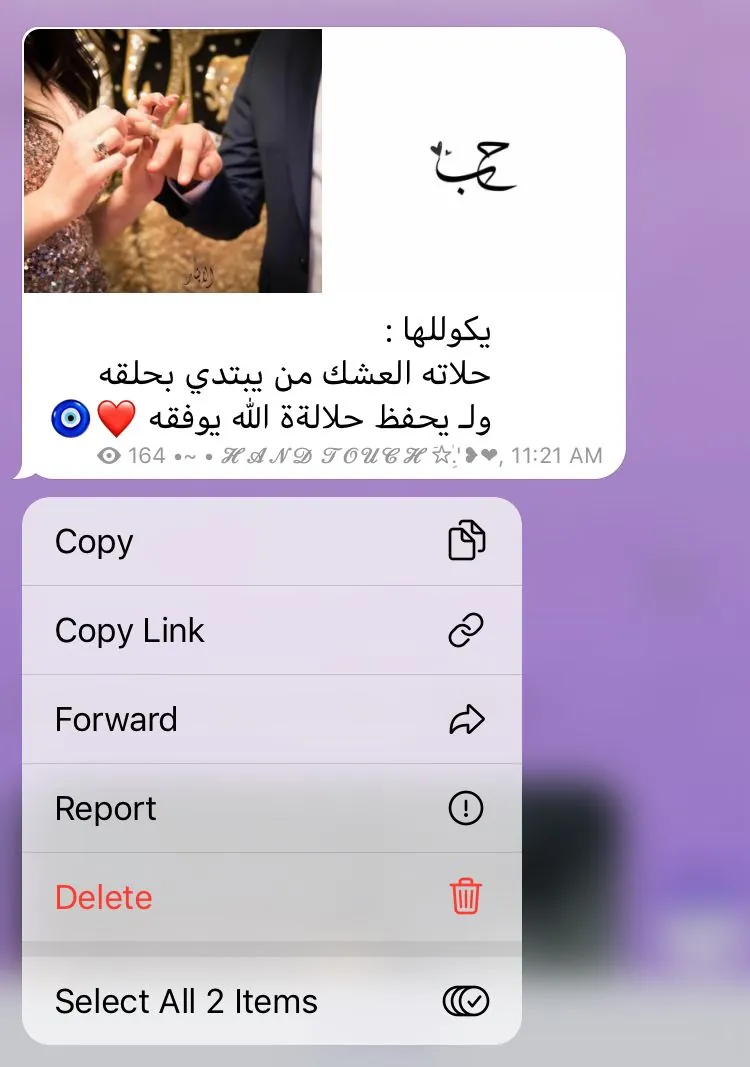 حب
يكوللها :
حلاته العشك من يبتدي بحلقه
ولـ يحفظ حلالةة الله يوفقه ❤️🧿
164 •~ • 𝓗𝓐𝓝𝓓 𝓣𝓞𝓤𝓒𝓗 ☆҉:'❥❤, 11:21 AM
Copy
Copy Link
Forward
Report
Delete
Select All 2 Items